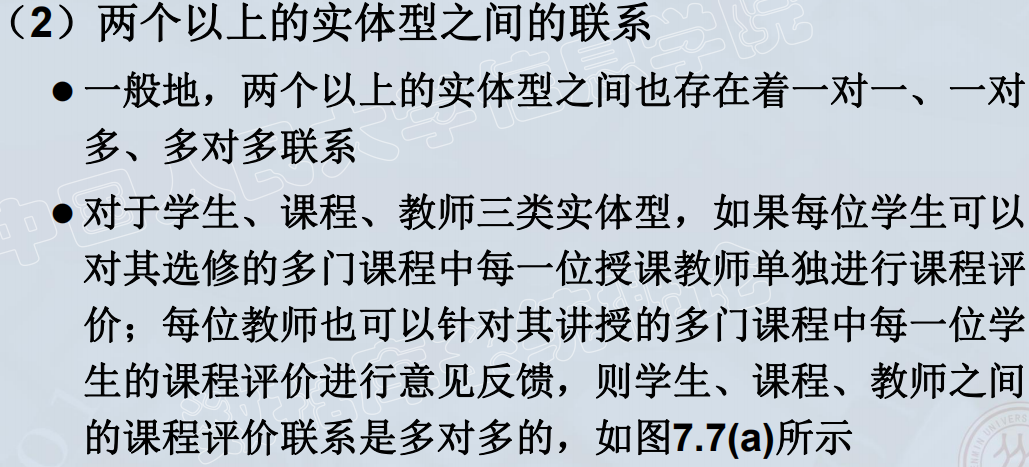 （2）两个以上的实体型之间的联系
●一般地，两个以上的实体型之间也存在着一对一、一对
多、多对多联系
●对于学生、课程、教师三类实体型，如果每位学生可以
对其选修的多门课程中每一位授课教师单独进行课程评
价；每位教师也可以针对其讲授的多门课程中每一位学
生的课程评价进行意见反馈，则学生、课程、教师之间
的课程评价联系是多对多的，如图7.7(a)所示